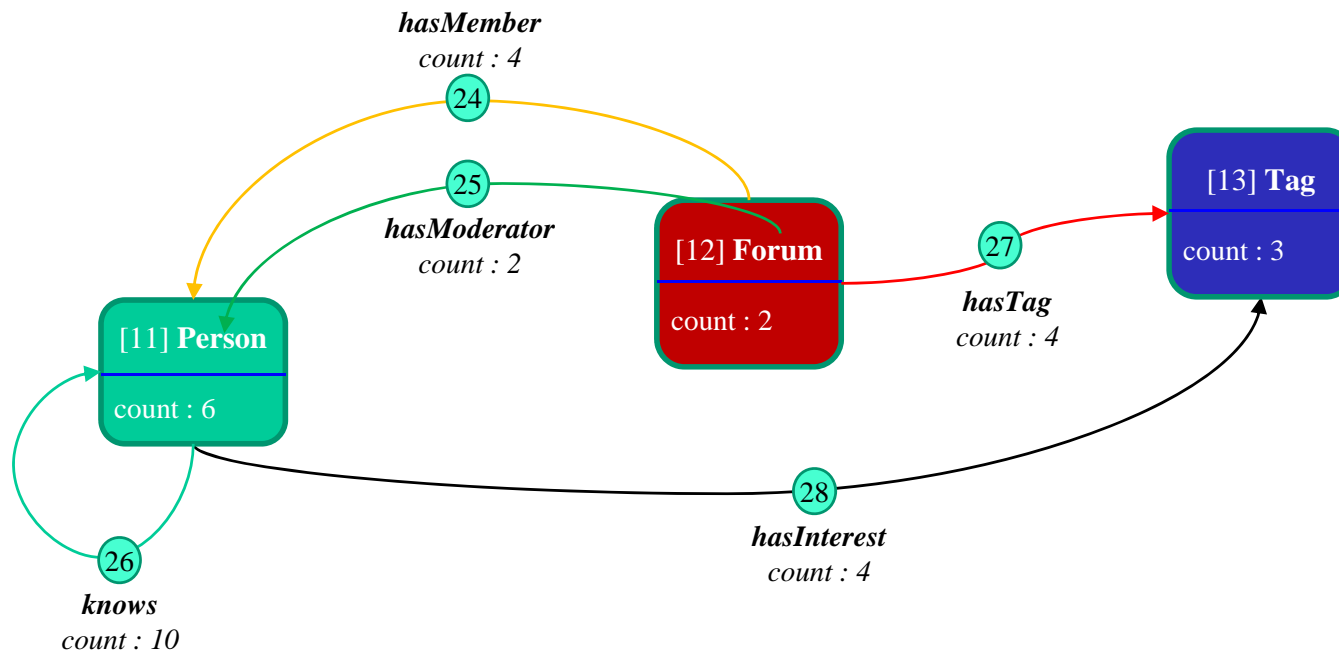 hasMember
count : 4
24
25
hasModerator
count : 2
[13] Tag
count : 3
[12] Forum
count : 2
27
hasTag
count : 4
[11] Person
count : 6
28
hasInterest
count : 4
26
knows
count : 10